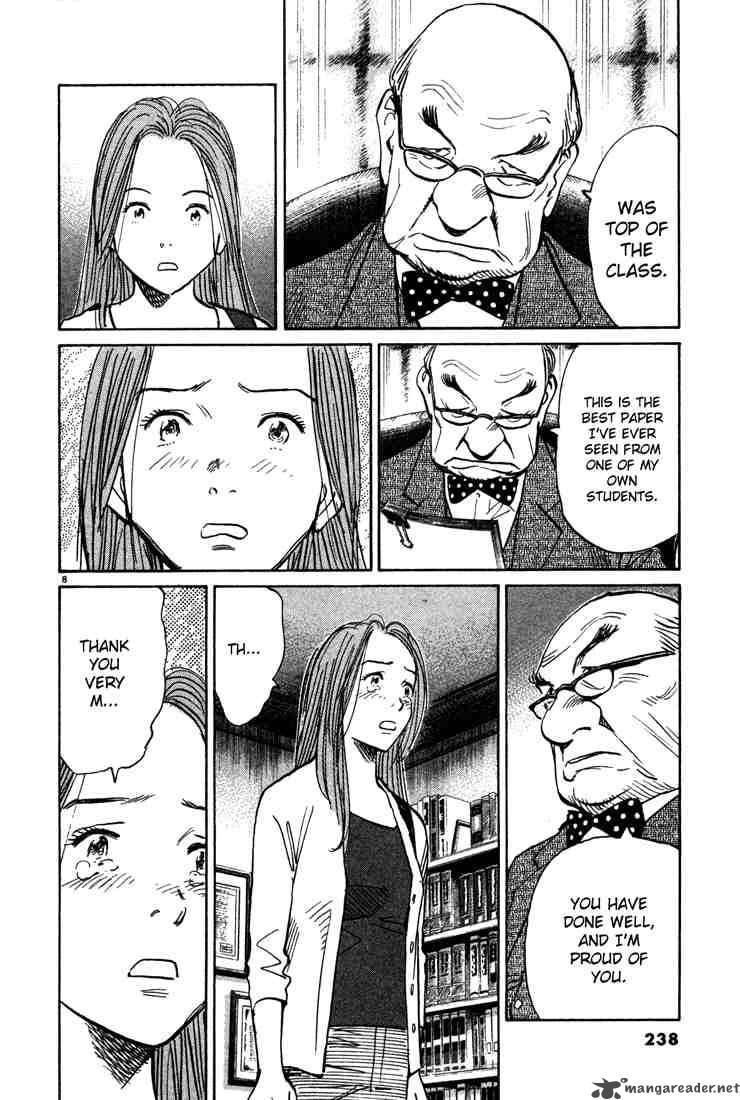 WAS
TOP OF
THE
CLASS.
THIS IS THE
BEST PAPER
I'VE EVER
SEEN FROM
ONE OF MY
OWN
STUDENTS.
8
YOU HAVE
DONE WELL,
AND I'M
PROUD OF
YOU.
TH...
THANK
YOU
VERY
M...
238
mangareader.net